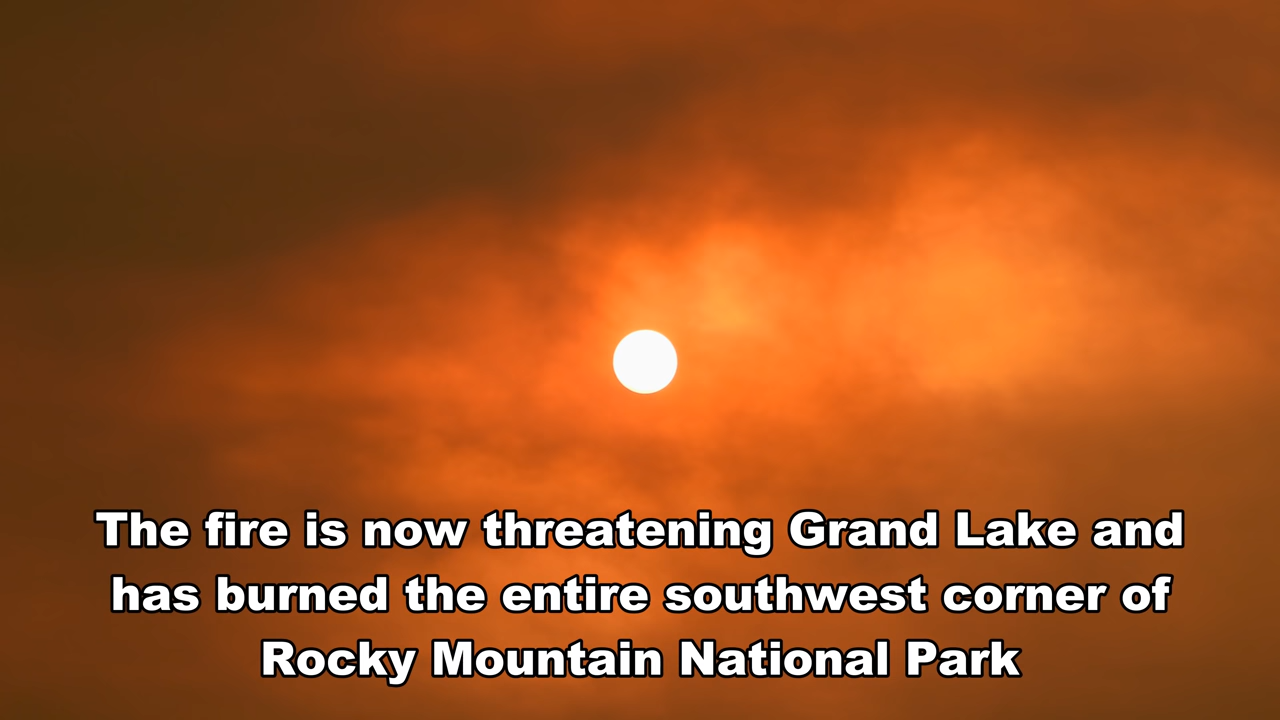 The fire is now threatening Grand Lake and
has burned the entire southwest corner of
Rocky Mountain National Park